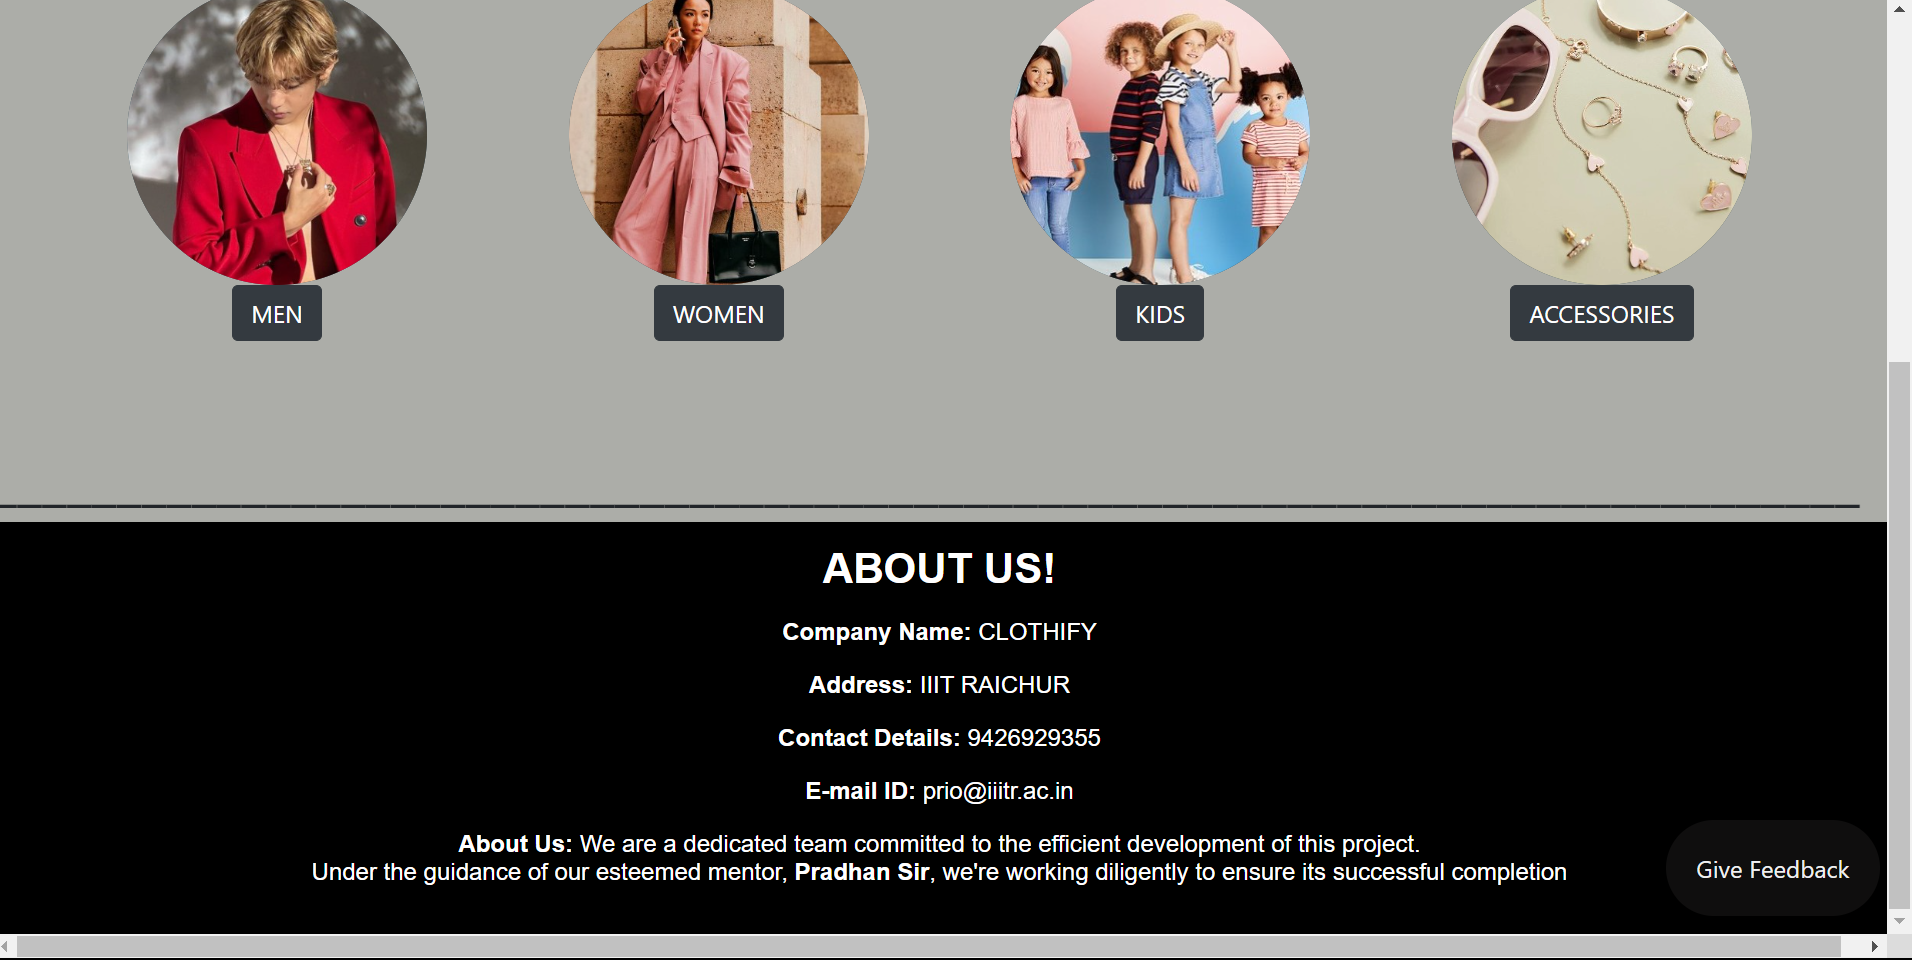 MEN
WOMEN
KIDS
ACCESSORIES
ABOUT US!
Company Name: CLOTHIFY
Address: IIIT RAICHUR
Contact Details: 9426929355
E-mail ID: prio@iiitr.ac.in
About Us: We are a dedicated team committed to the efficient development of this project.
Under the guidance of our esteemed mentor, Pradhan Sir, we're working diligently to ensure its successful completion
Give Feedback